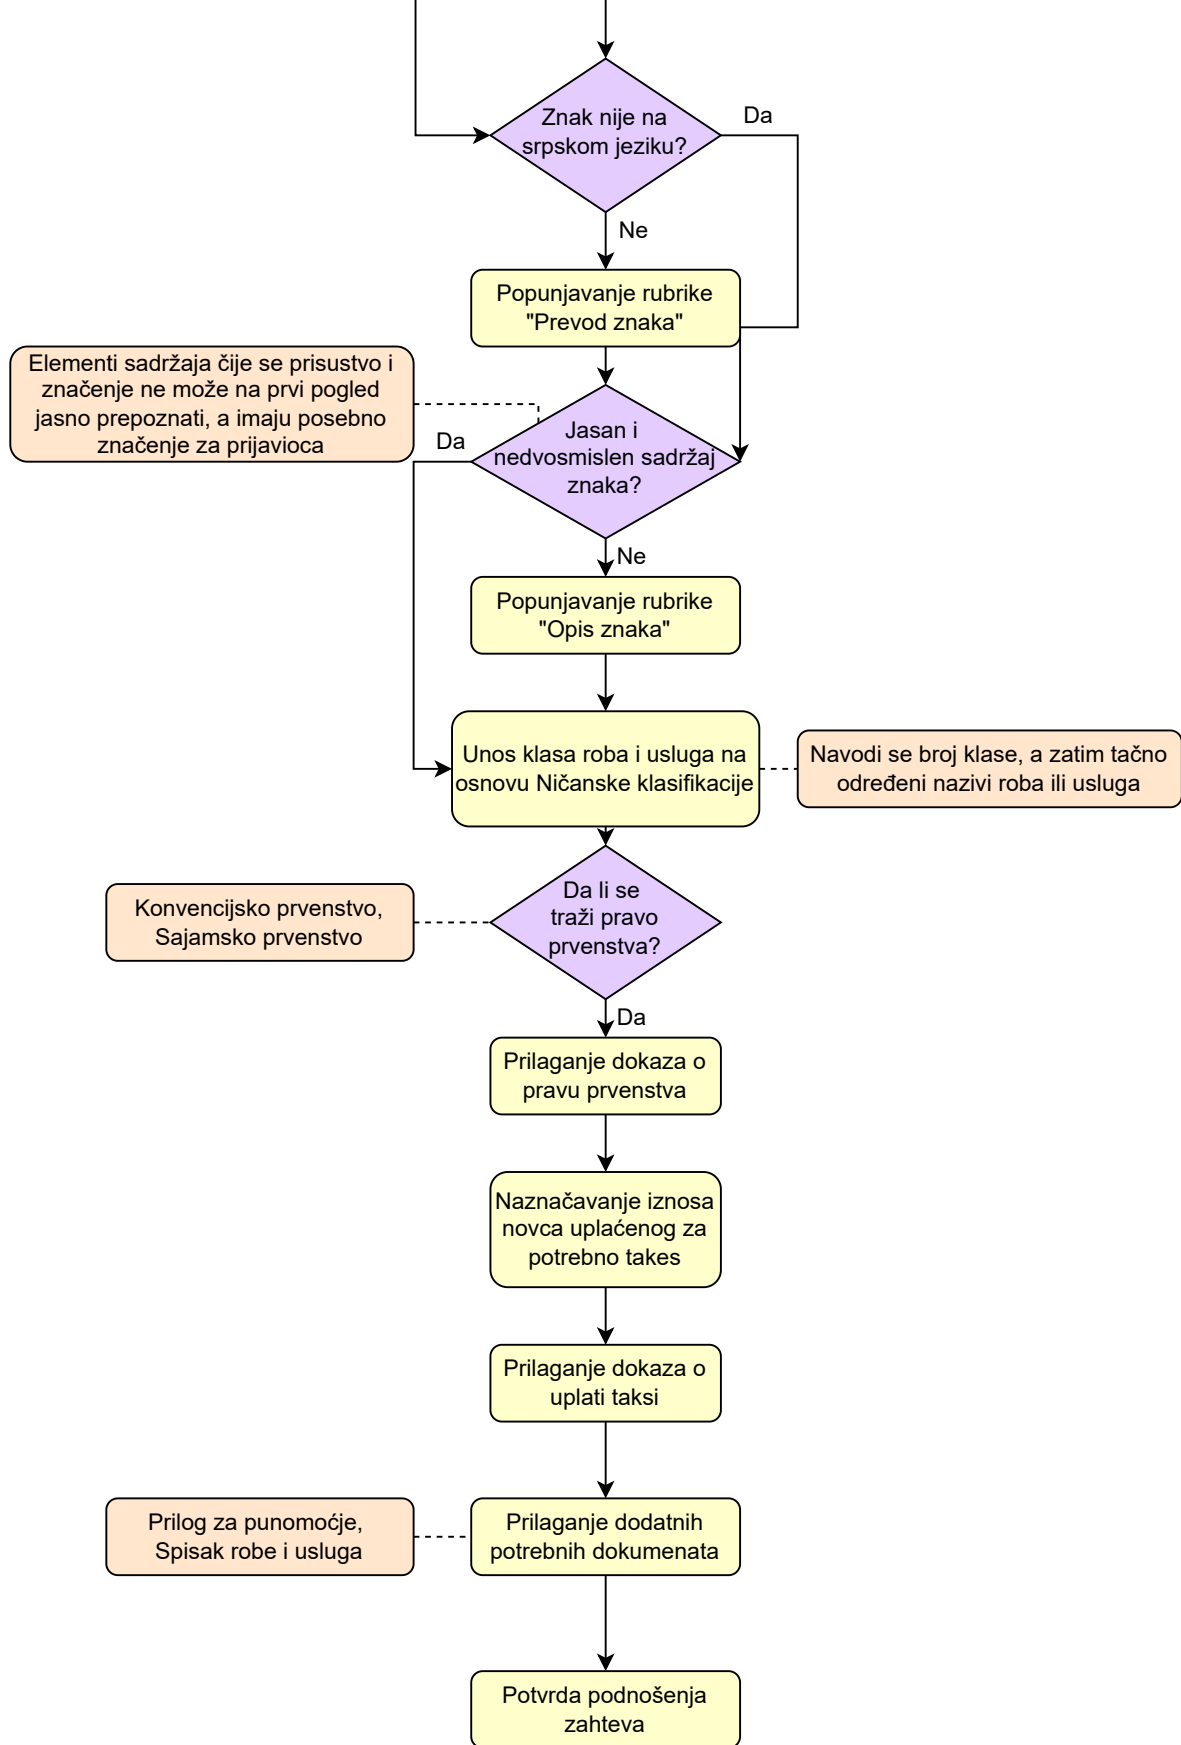 Znak nije na
srpskom jeziku?
Da
Ne
Popunjavanje rubrike
"Prevod znaka"
Elementi sadržaja čije se prisustvo i
značenje ne može na prvi pogled
jasno prepoznati, a imaju posebno
značenje za prijavioca
Da
Jasan i
nedvosmislen sadržaj
znaka?
Ne
Popunjavanje rubrike
"Opis znaka"
Unos klasa roba i usluga na
osnovu Ničanske klasifikacije
Navodi se broj klase, a zatim tačno
određeni nazivi roba ili usluga
Da li se
traži pravo
prvenstva?
Konvencijsko prvenstvo,
Sajamsko prvenstvo
Da
Prilaganje dokaza o
pravu prvenstva
Naznačavanje iznosa
novca uplaćenog za
potrebno takes
Prilaganje dokaza o
uplati taksi
Prilog za punomoćje,
Spisak robe i usluga
Prilaganje dodatnih
potrebnih dokumenata
Potvrda podnošenja
zahteva